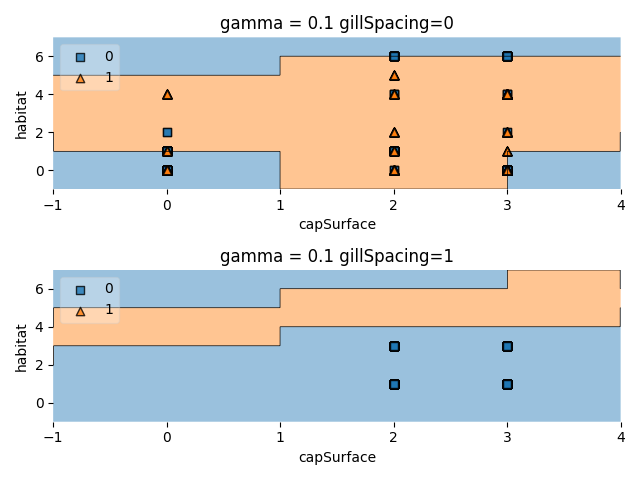 gamma = 0.1 gillSpacing=0
0
1
6
4
2
0
habitat
−1 0 1 2 3 4
capSurface
gamma = 0.1 gillSpacing=1
0
1
6
4
2
0
habitat
−1 0 1 2 3 4
capSurface